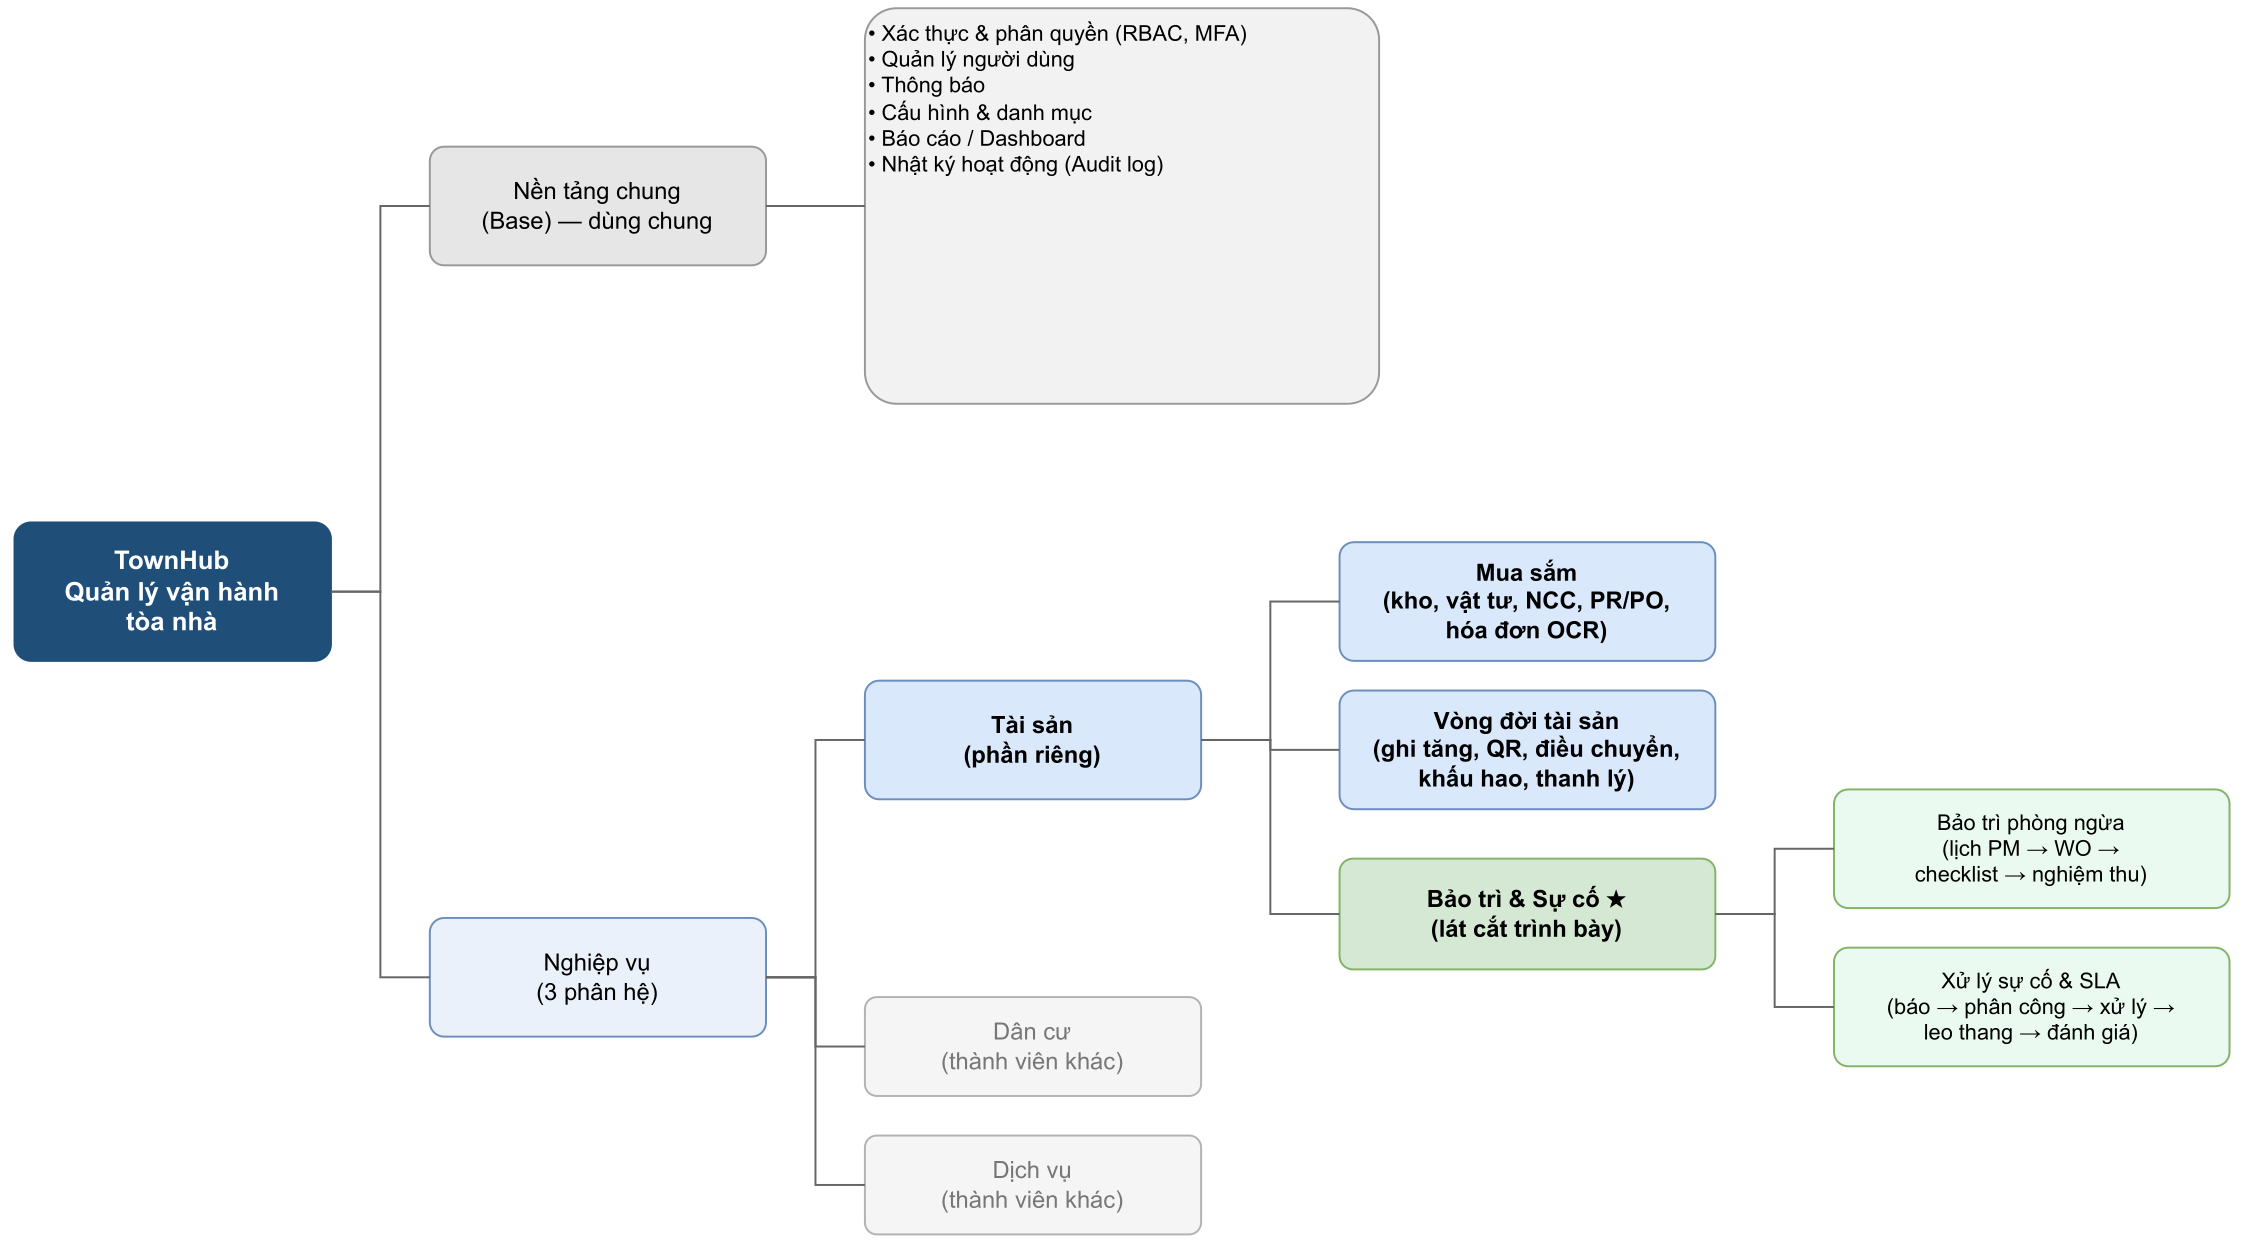 • Xác thực & phân quyền (RBAC, MFA)
• Quản lý người dùng
• Thông báo
• Cấu hình & danh mục
• Báo cáo / Dashboard
• Nhật ký hoạt động (Audit log)
Nền tảng chung
(Base) — dùng chung
TownHub
Quản lý vận hành
tòa nhà
Mua sắm
(kho, vật tư, NCC, PR/PO,
hóa đơn OCR)
Tài sản
(phần riêng)
Vòng đời tài sản
(ghi tăng, QR, điều chuyển,
khấu hao, thanh lý)
Bảo trì & Sự cố ★
(lát cắt trình bày)
Bảo trì phòng ngừa
(lịch PM → WO →
checklist → nghiệm thu)
Xử lý sự cố & SLA
(báo → phân công → xử lý →
leo thang → đánh giá)
Nghiệp vụ
(3 phân hệ)
Dân cư
(thành viên khác)
Dịch vụ
(thành viên khác)